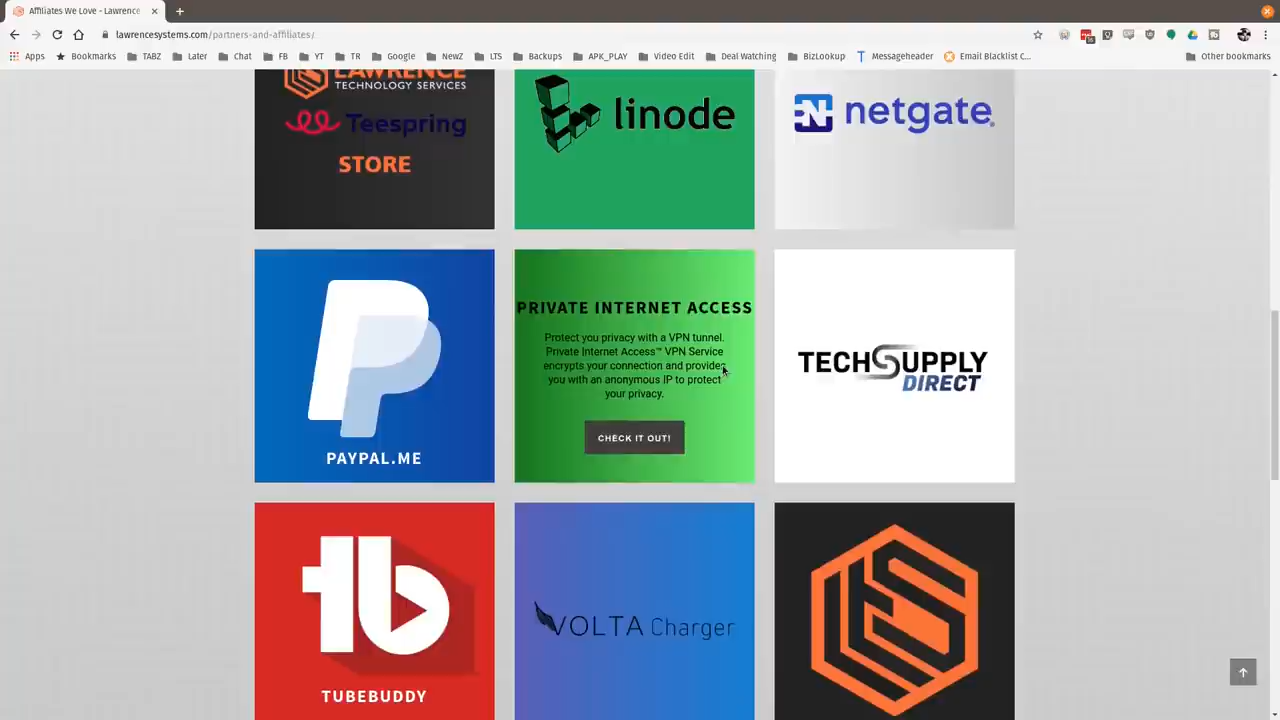 Affiliates We Love - Lawrence
lawrencesystems.com/partners-and-affiliates/
Apps
Bookmarks
TABZ
Later
Chat
FB
YT
TR
Google
NewZ
LTS
Backups
APK_PLAY
Video Edit
Deal Watching
BizLookup
Messageheader
Email Blacklist C...
Other bookmarks
LAWRENCE
TECHNOLOGY SERVICES
Teespring
STORE
linode
netgate
PAYPAL.ME
PRIVATE INTERNET ACCESS
Protect you privacy with a VPN tunnel.
Private Internet Access™ VPN Service
encrypts your connection and provides
you with an anonymous IP to protect
your privacy.
CHECK IT OUT!
TECHSUPPLY
DIRECT
tb
TUBEBUDDY
VOLTA Charger